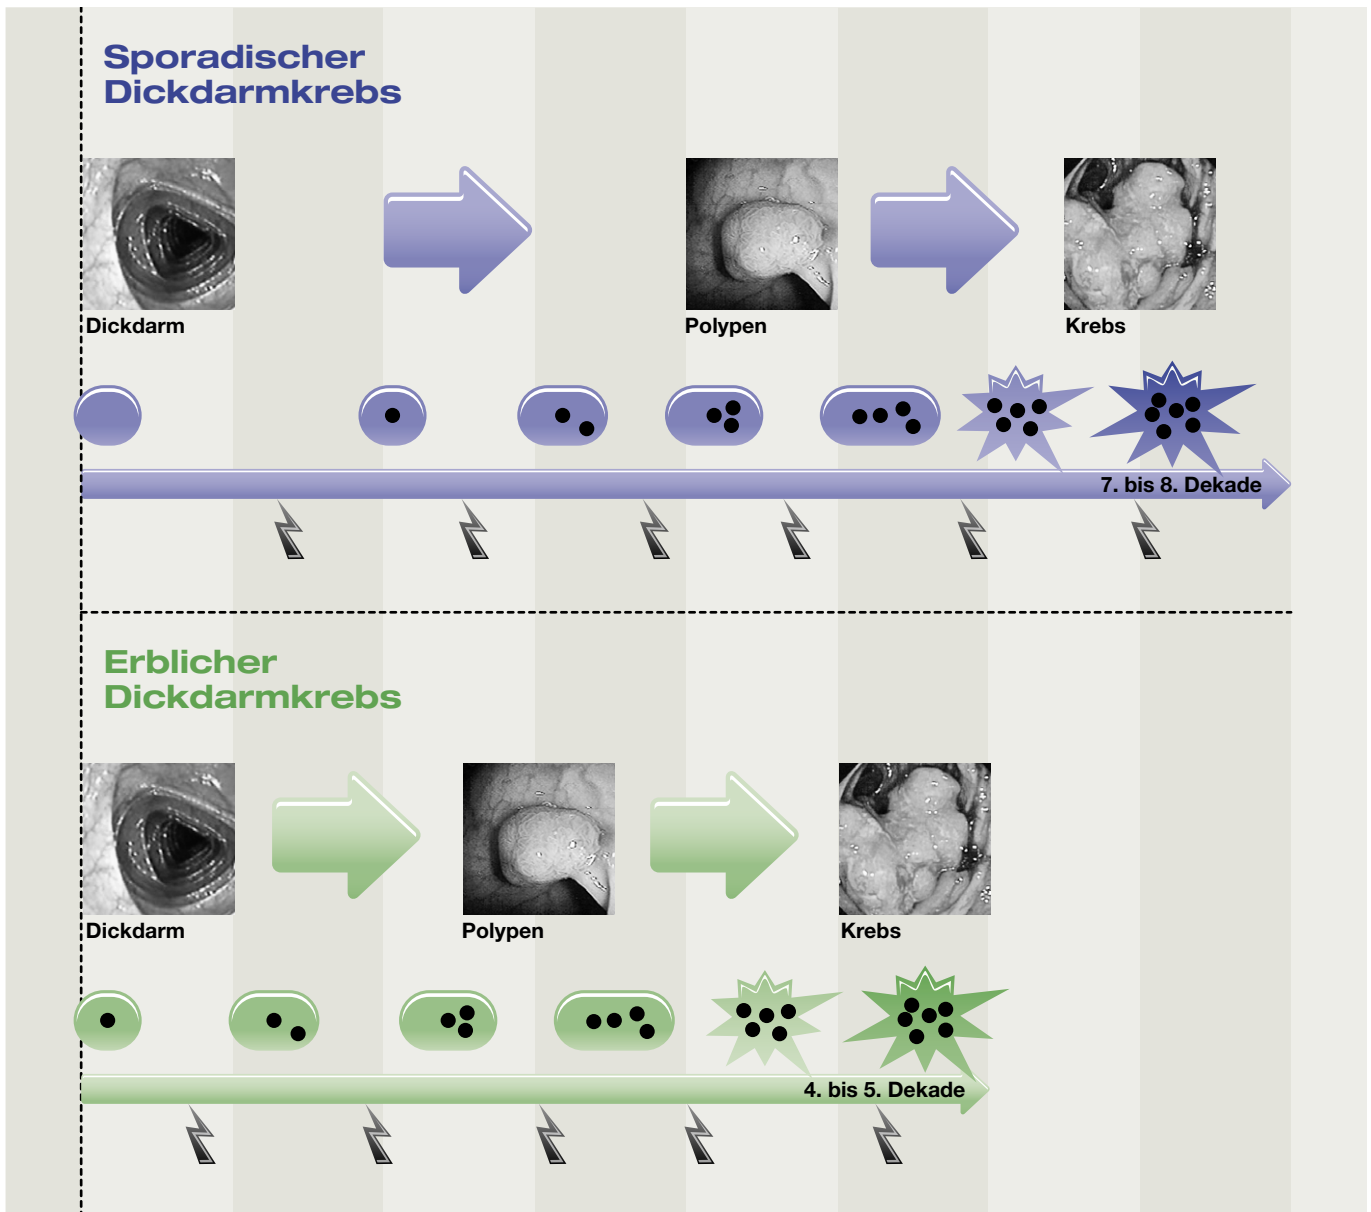 Sporadischer
Dickdarmkrebs
Dickdarm
Polypen
Krebs
7. bis 8. Dekade
Erblicher
Dickdarmkrebs
Dickdarm
Polypen
Krebs
4. bis 5. Dekade